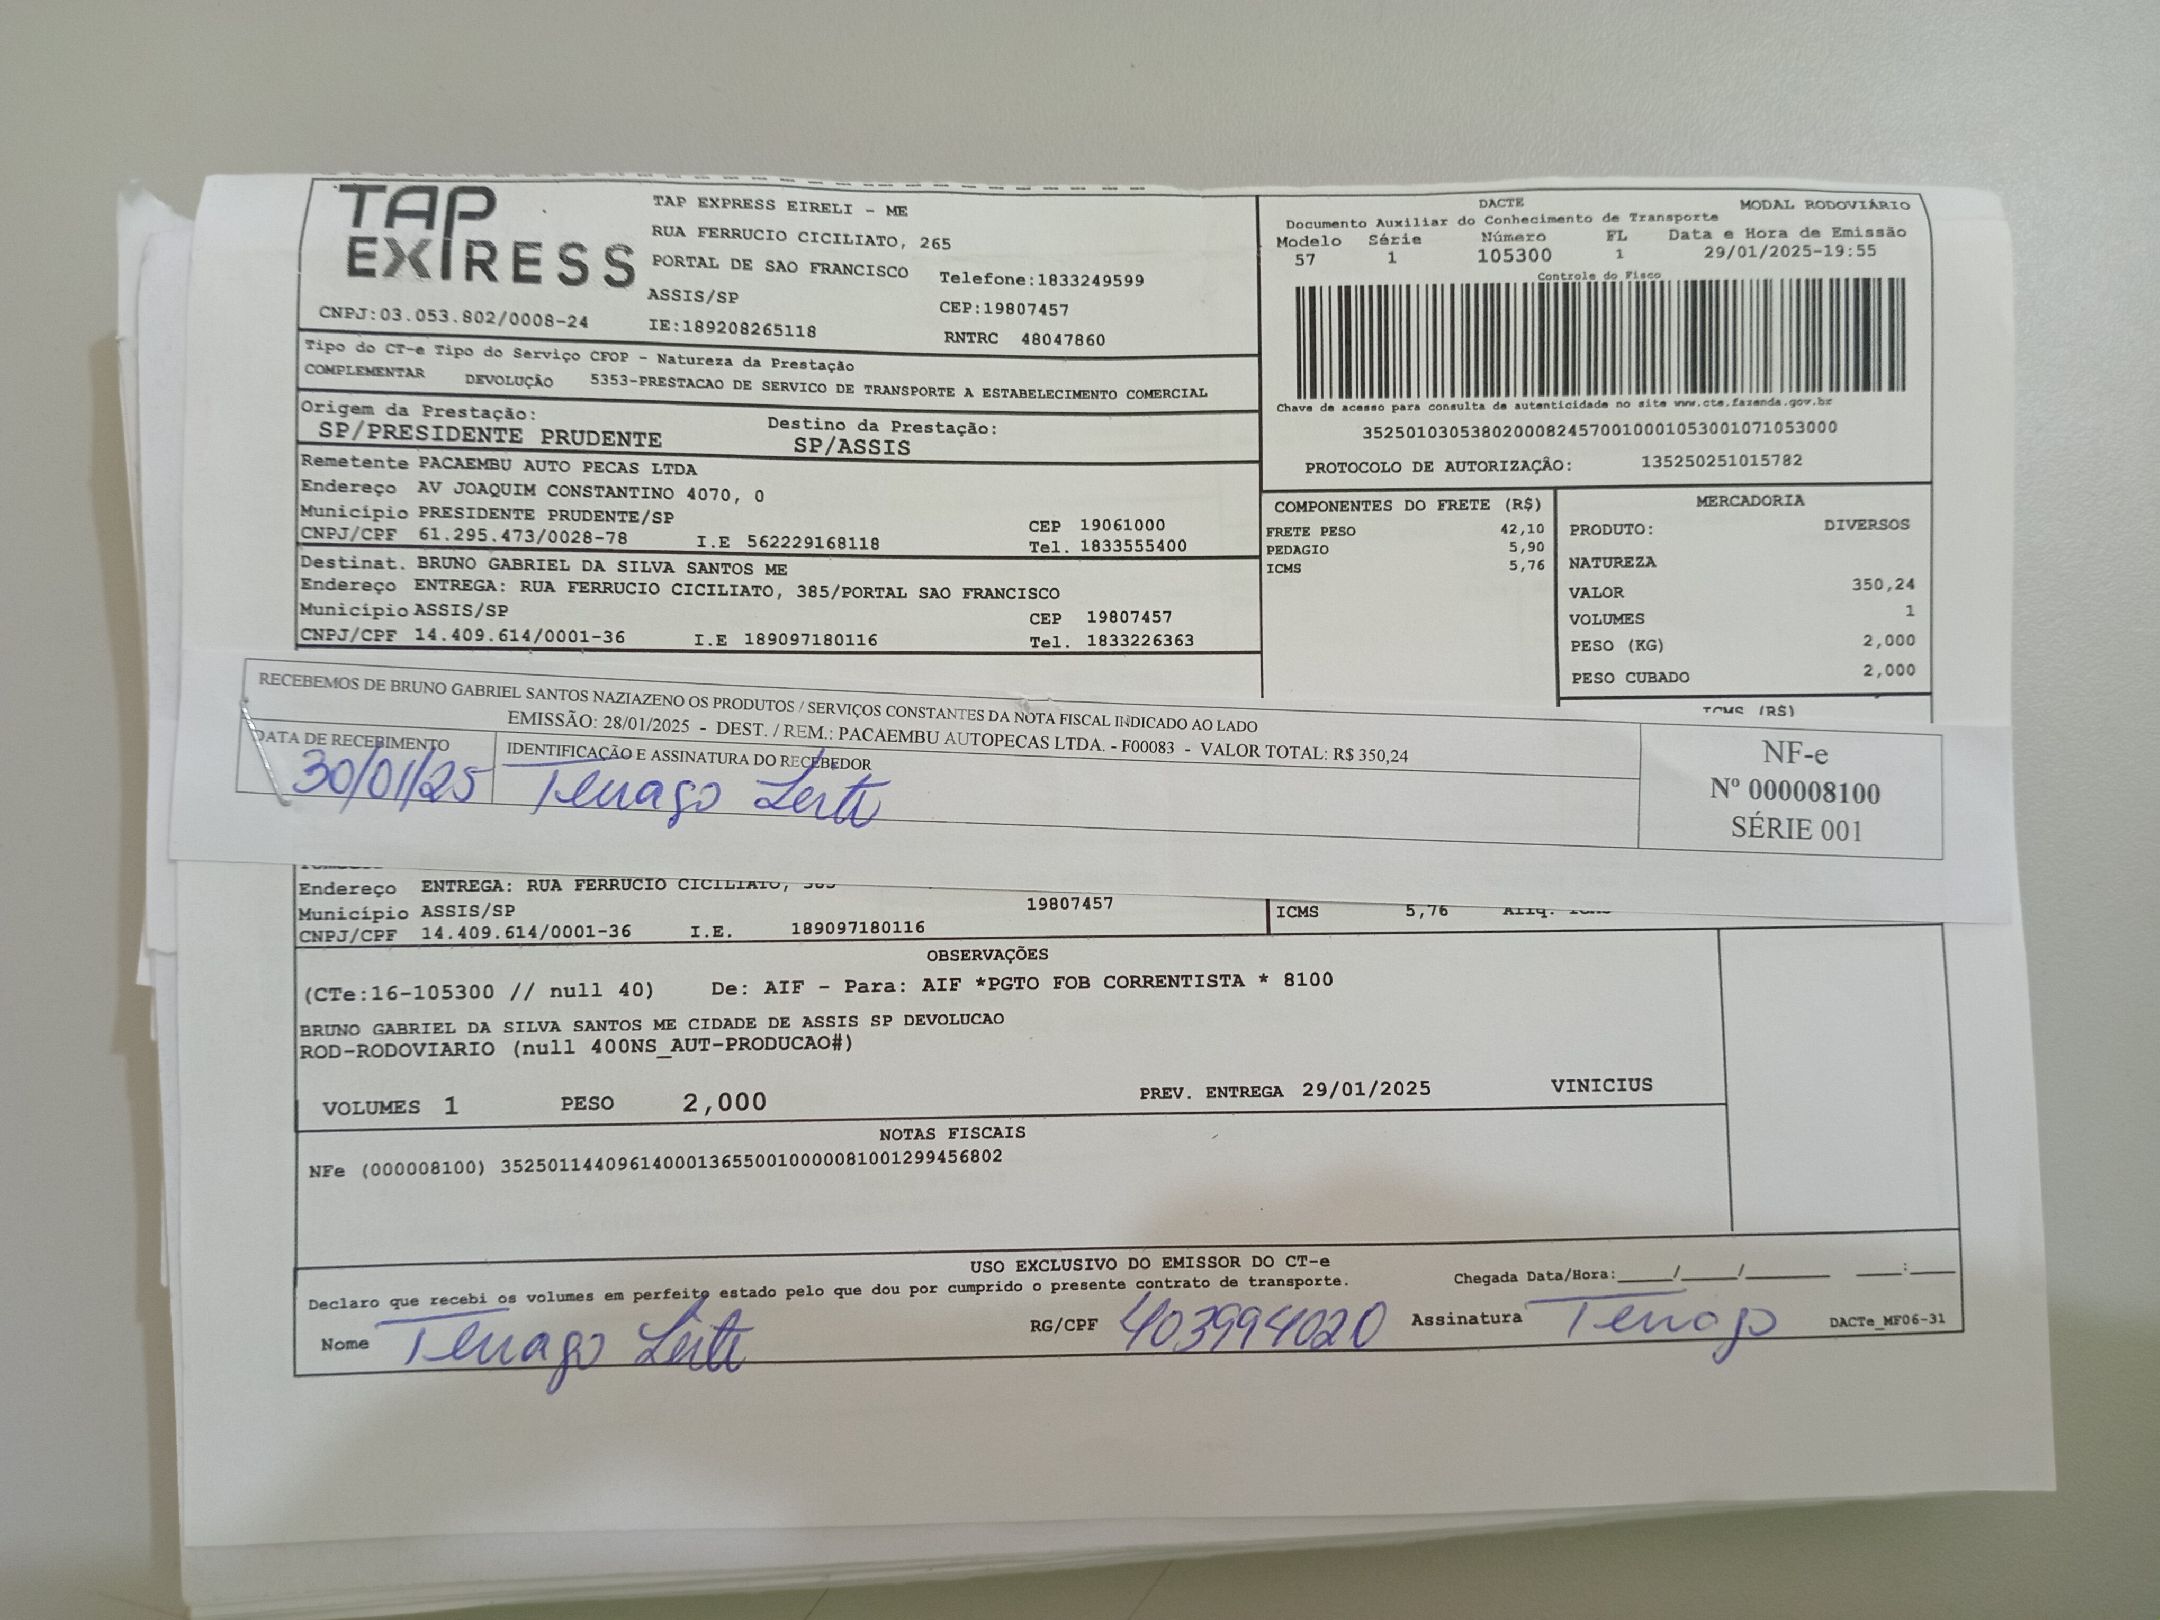 TAP
EXPRESS
TAP EXPRESS EIRELI - ME
RUA FERRUCIO CICILIATO, 265
PORTAL DE SAO FRANCISCO Telefone:1833249599
ASSIS/SP CEP:19807457
CNPJ:03.053.802/0008-24 IE:189208265118 RNTRC 48047860
DACTE MODAL RODOVIÁRIO
Documento Auxiliar do Conhecimento de Transporte
Modelo Série Número FL Data e Hora de Emissão
57 1 105300 1 29/01/2025-19:55
Controle do Fisco
Chave de acesso para consulta de autenticidade no site www.cte.fazenda.gov.br
35250103053802000824570010001053001071053000
PROTOCOLO DE AUTORIZAÇÃO: 135250251015782
Tipo do CT-e Tipo do Serviço CFOP - Natureza da Prestação
COMPLEMENTAR DEVOLUÇÃO 5353-PRESTACAO DE SERVICO DE TRANSPORTE A ESTABELECIMENTO COMERCIAL
Origem da Prestação: Destino da Prestação:
SP/PRESIDENTE PRUDENTE SP/ASSIS
Remetente PACAEMBU AUTO PECAS LTDA
Endereço AV JOAQUIM CONSTANTINO 4070, 0
Município PRESIDENTE PRUDENTE/SP CEP 19061000
CNPJ/CPF 61.295.473/0028-78 I.E 562229168118 Tel. 1833555400
Destinat. BRUNO GABRIEL DA SILVA SANTOS ME
Endereço ENTREGA: RUA FERRUCIO CICILIATO, 385/PORTAL SAO FRANCISCO
Município ASSIS/SP CEP 19807457
CNPJ/CPF 14.409.614/0001-36 I.E 189097180116 Tel. 1833226363
COMPONENTES DO FRETE (R$)
FRETE PESO 42,10
PEDAGIO 5,90
ICMS 5,76
MERCADORIA
PRODUTO: DIVERSOS
NATUREZA
VALOR 350,24
VOLUMES 1
PESO (KG) 2,000
PESO CUBADO 2,000
ICMS (R$)
RECEBEMOS DE BRUNO GABRIEL SANTOS NAZIAZENO OS PRODUTOS / SERVIÇOS CONSTANTES DA NOTA FISCAL INDICADO AO LADO
EMISSÃO: 28/01/2025 - DEST. / REM.: PACAEMBU AUTOPECAS LTDA. - F00083 - VALOR TOTAL: R$ 350,24
DATA DE RECEBIMENTO IDENTIFICAÇÃO E ASSINATURA DO RECEBEDOR
30/01/25
NF-e
Nº 000008100
SÉRIE 001
Endereço ENTREGA: RUA FERRUCIO CICILIATO, 385
Município ASSIS/SP 19807457
CNPJ/CPF 14.409.614/0001-36 I.E. 189097180116
ICMS 5,76 Aliq. ICMS
OBSERVAÇÕES
(CTe:16-105300 // null 40) De: AIF - Para: AIF *PGTO FOB CORRENTISTA * 8100
BRUNO GABRIEL DA SILVA SANTOS ME CIDADE DE ASSIS SP DEVOLUCAO
ROD-RODOVIARIO (null 400NS_AUT-PRODUCAO#)
VOLUMES 1 PESO 2,000 PREV. ENTREGA 29/01/2025 VINICIUS
NOTAS FISCAIS
NFe (000008100) 35250114409614000136550010000081001299456802
USO EXCLUSIVO DO EMISSOR DO CT-e
Declaro que recebi os volumes em perfeito estado pelo que dou por cumprido o presente contrato de transporte. Chegada Data/Hora:____/____/______ ___:___
Nome RG/CPF 403994020 Assinatura DACTe_MF06-31